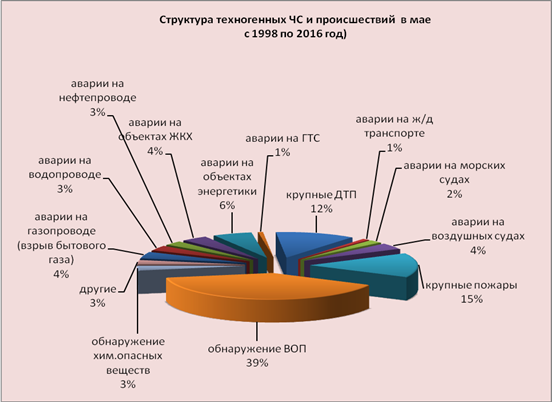 Структура техногенных ЧС и происшествий в мае
с 1998 по 2016 год)
аварии на
нефтепроводе
3%
аварии на
объектах ЖКХ
4%
аварии на
водопроводе
3%
аварии на
газопроводе
(взрыв бытового
газа)
4%
другие
3%
обнаружение
хим.опасных
веществ
3%
аварии на
объектах
энергетики
6%
аварии на ГТС
1%
крупные ДТП
12%
аварии на ж/д
транспорте
1%
аварии на морских
судах
2%
аварии на
воздушных судах
4%
крупные пожары
15%
обнаружение ВОП
39%